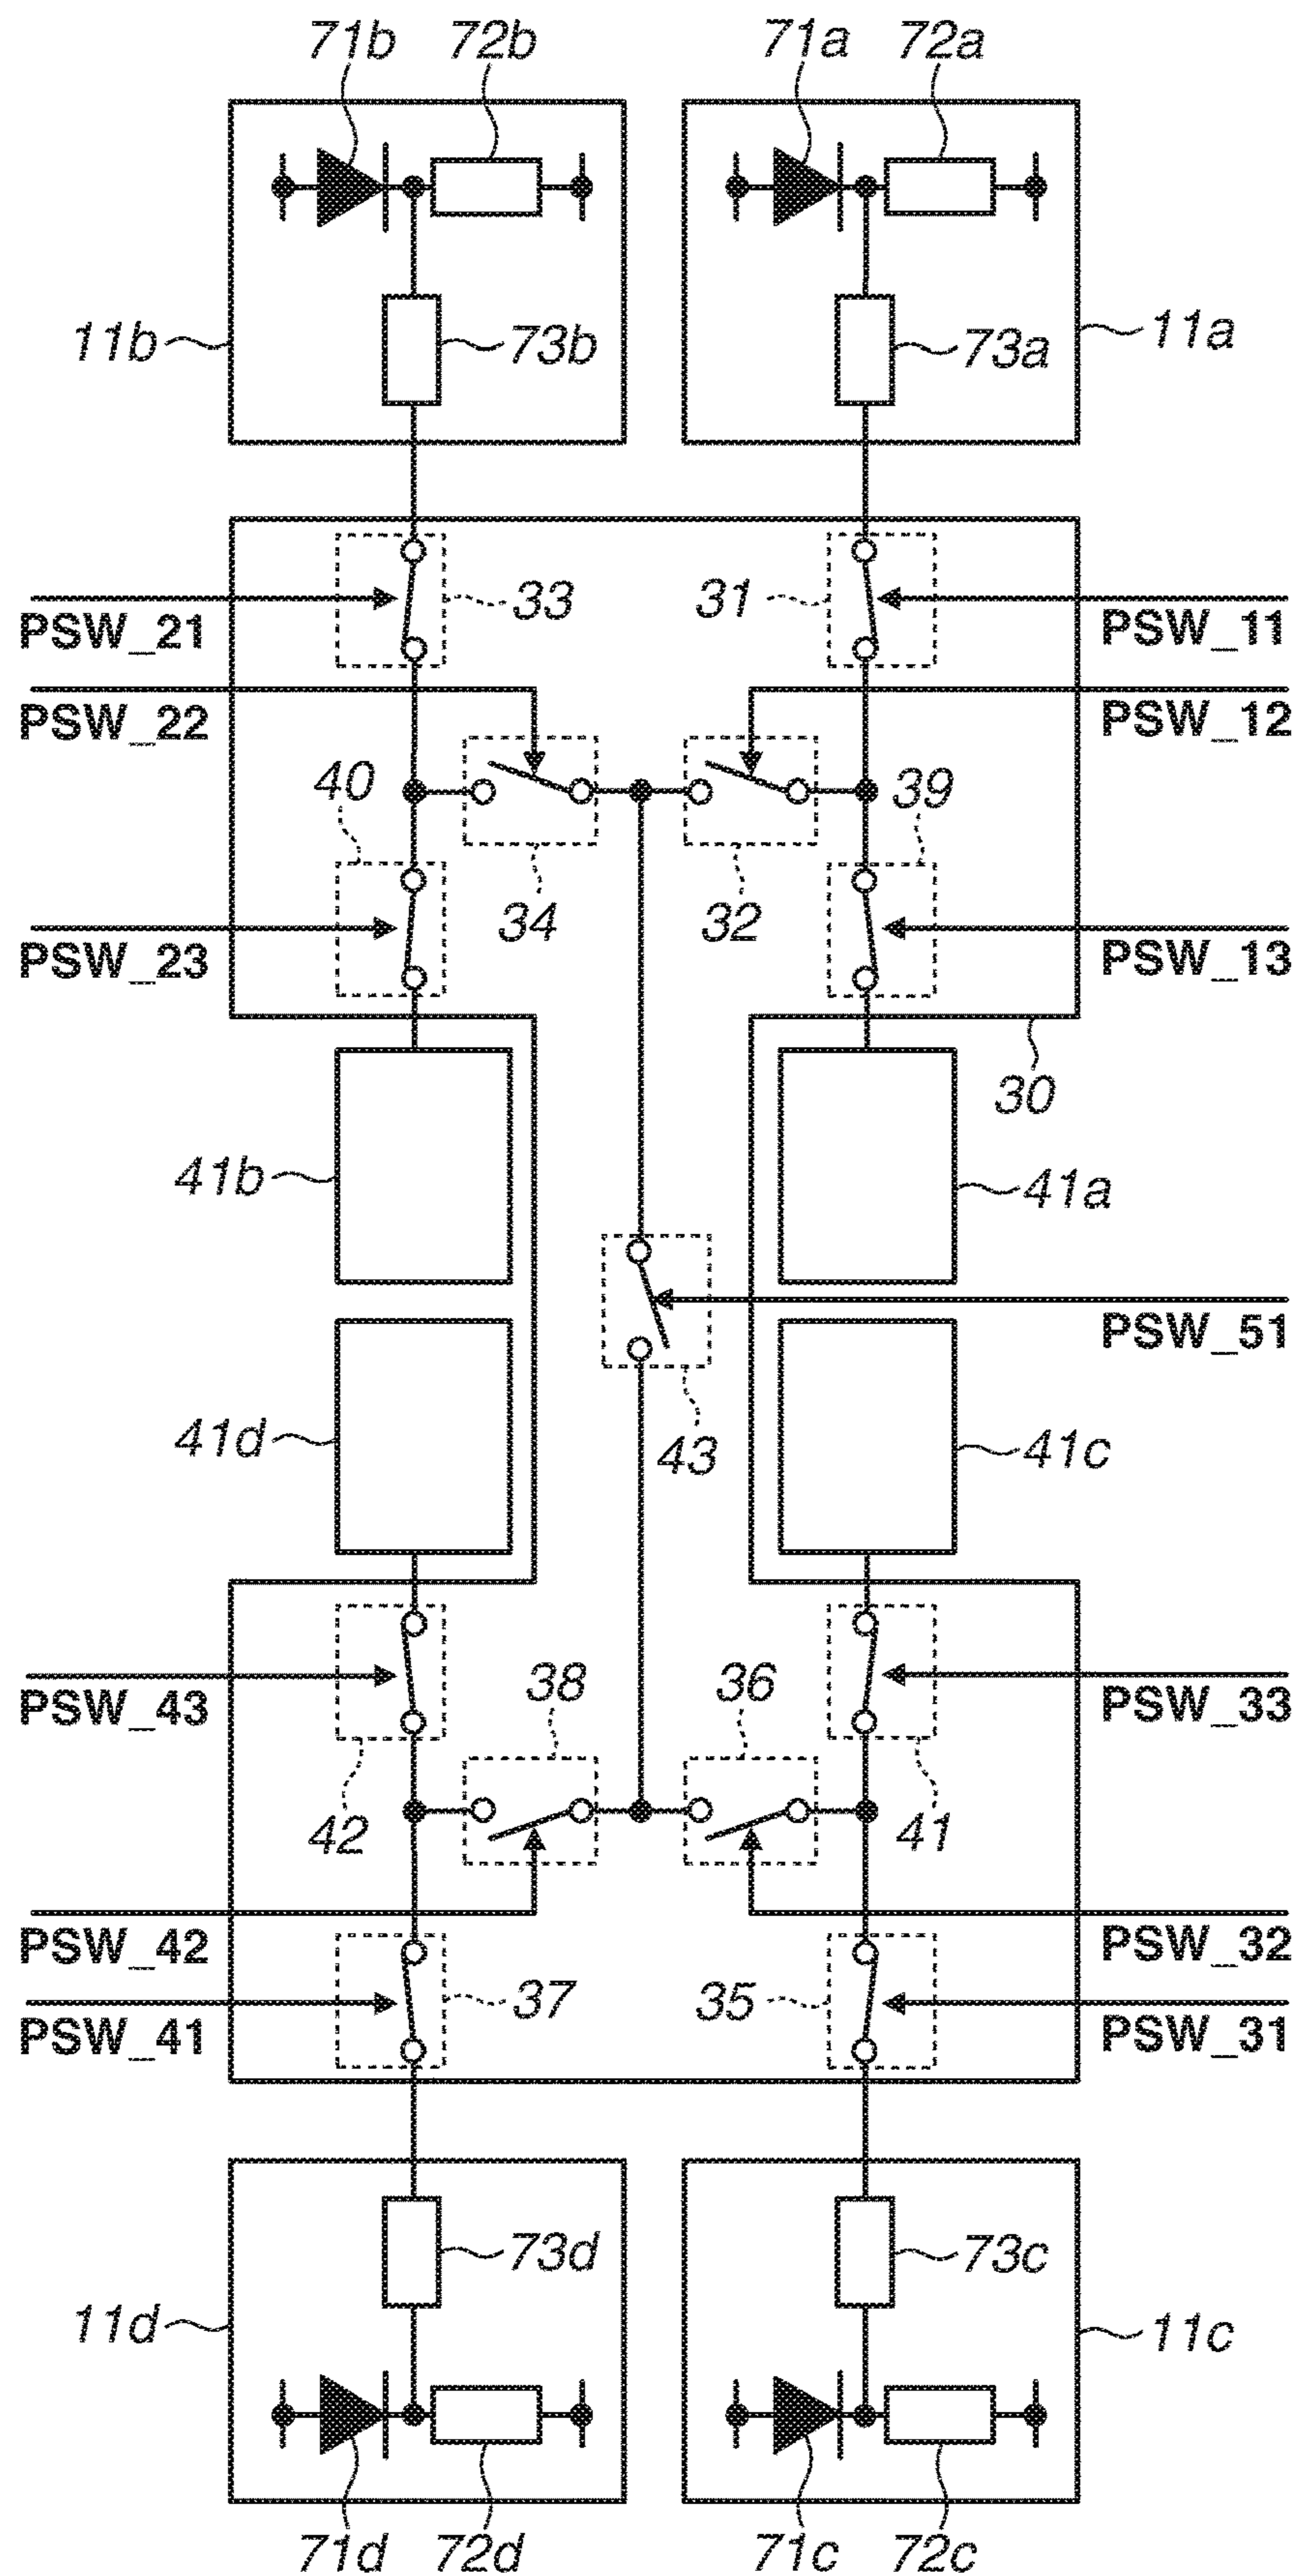 71b 72b 71a 72a
11b 73b 73a 11a
33 31
PSW_21 PSW_11
PSW_22 PSW_12
40 39
34 32
PSW_23 PSW_13
30
41b 41a
PSW_51
41d 43 41c
38 36
PSW_43 PSW_33
42 41
PSW_42 PSW_32
37 35
PSW_41 PSW_31
73d 73c
11d 11c
71d 72d 71c 72c